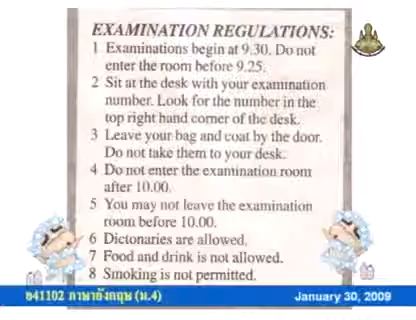 EXAMINATION REGULATIONS:
1 Examinations begin at 9.30. Do not
enter the room before 9.25.
2 Sit at the desk with your examination
number. Look for the number in the
top right hand corner of the desk.
3 Leave your bag and coat by the door.
Do not take them to your desk.
4 Do not enter the examination room
after 10.00.
5 You may not leave the examination
room before 10.00.
6 Dictonaries are allowed.
7 Food and drink is not allowed.
8 Smoking is not permitted.
อ41102 ภาษาอังกฤษ (ม.4) January 30, 2009